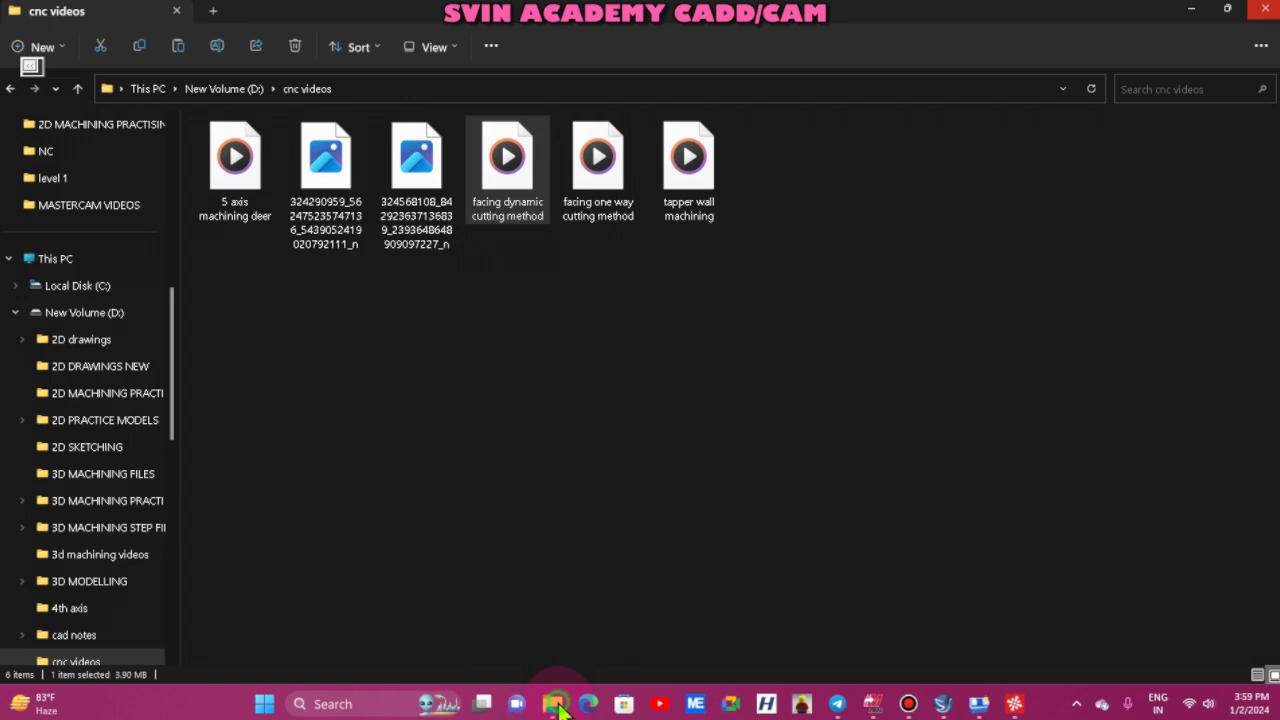 cnc videos
SVIN ACADEMY CADD/CAM
New
Sort
View
This PC
New Volume (D:)
cnc videos
Search cnc videos
2D MACHINING PRACTISIN
NC
level 1
MASTERCAM VIDEOS
This PC
Local Disk (C:)
New Volume (D:)
2D drawings
2D DRAWINGS NEW
2D MACHINING PRACTI
2D PRACTICE MODELS
2D SKETCHING
3D MACHINING FILES
3D MACHINING PRACTI
3D MACHINING STEP FI
3d machining videos
3D MODELLING
4th axis
cad notes
cnc videos
5 axis
machining deer
324290959_56
247523574713
6_5439052419
020792111_n
324568108_84
292363713683
9_2393648648
909097227_n
facing dynamic
cutting method
facing one way
cutting method
tapper wall
machining
6 items
1 item selected 3.90 MB
83°F
Haze
Search
ME
H
ENG
IN
3:59 PM
1/2/2024